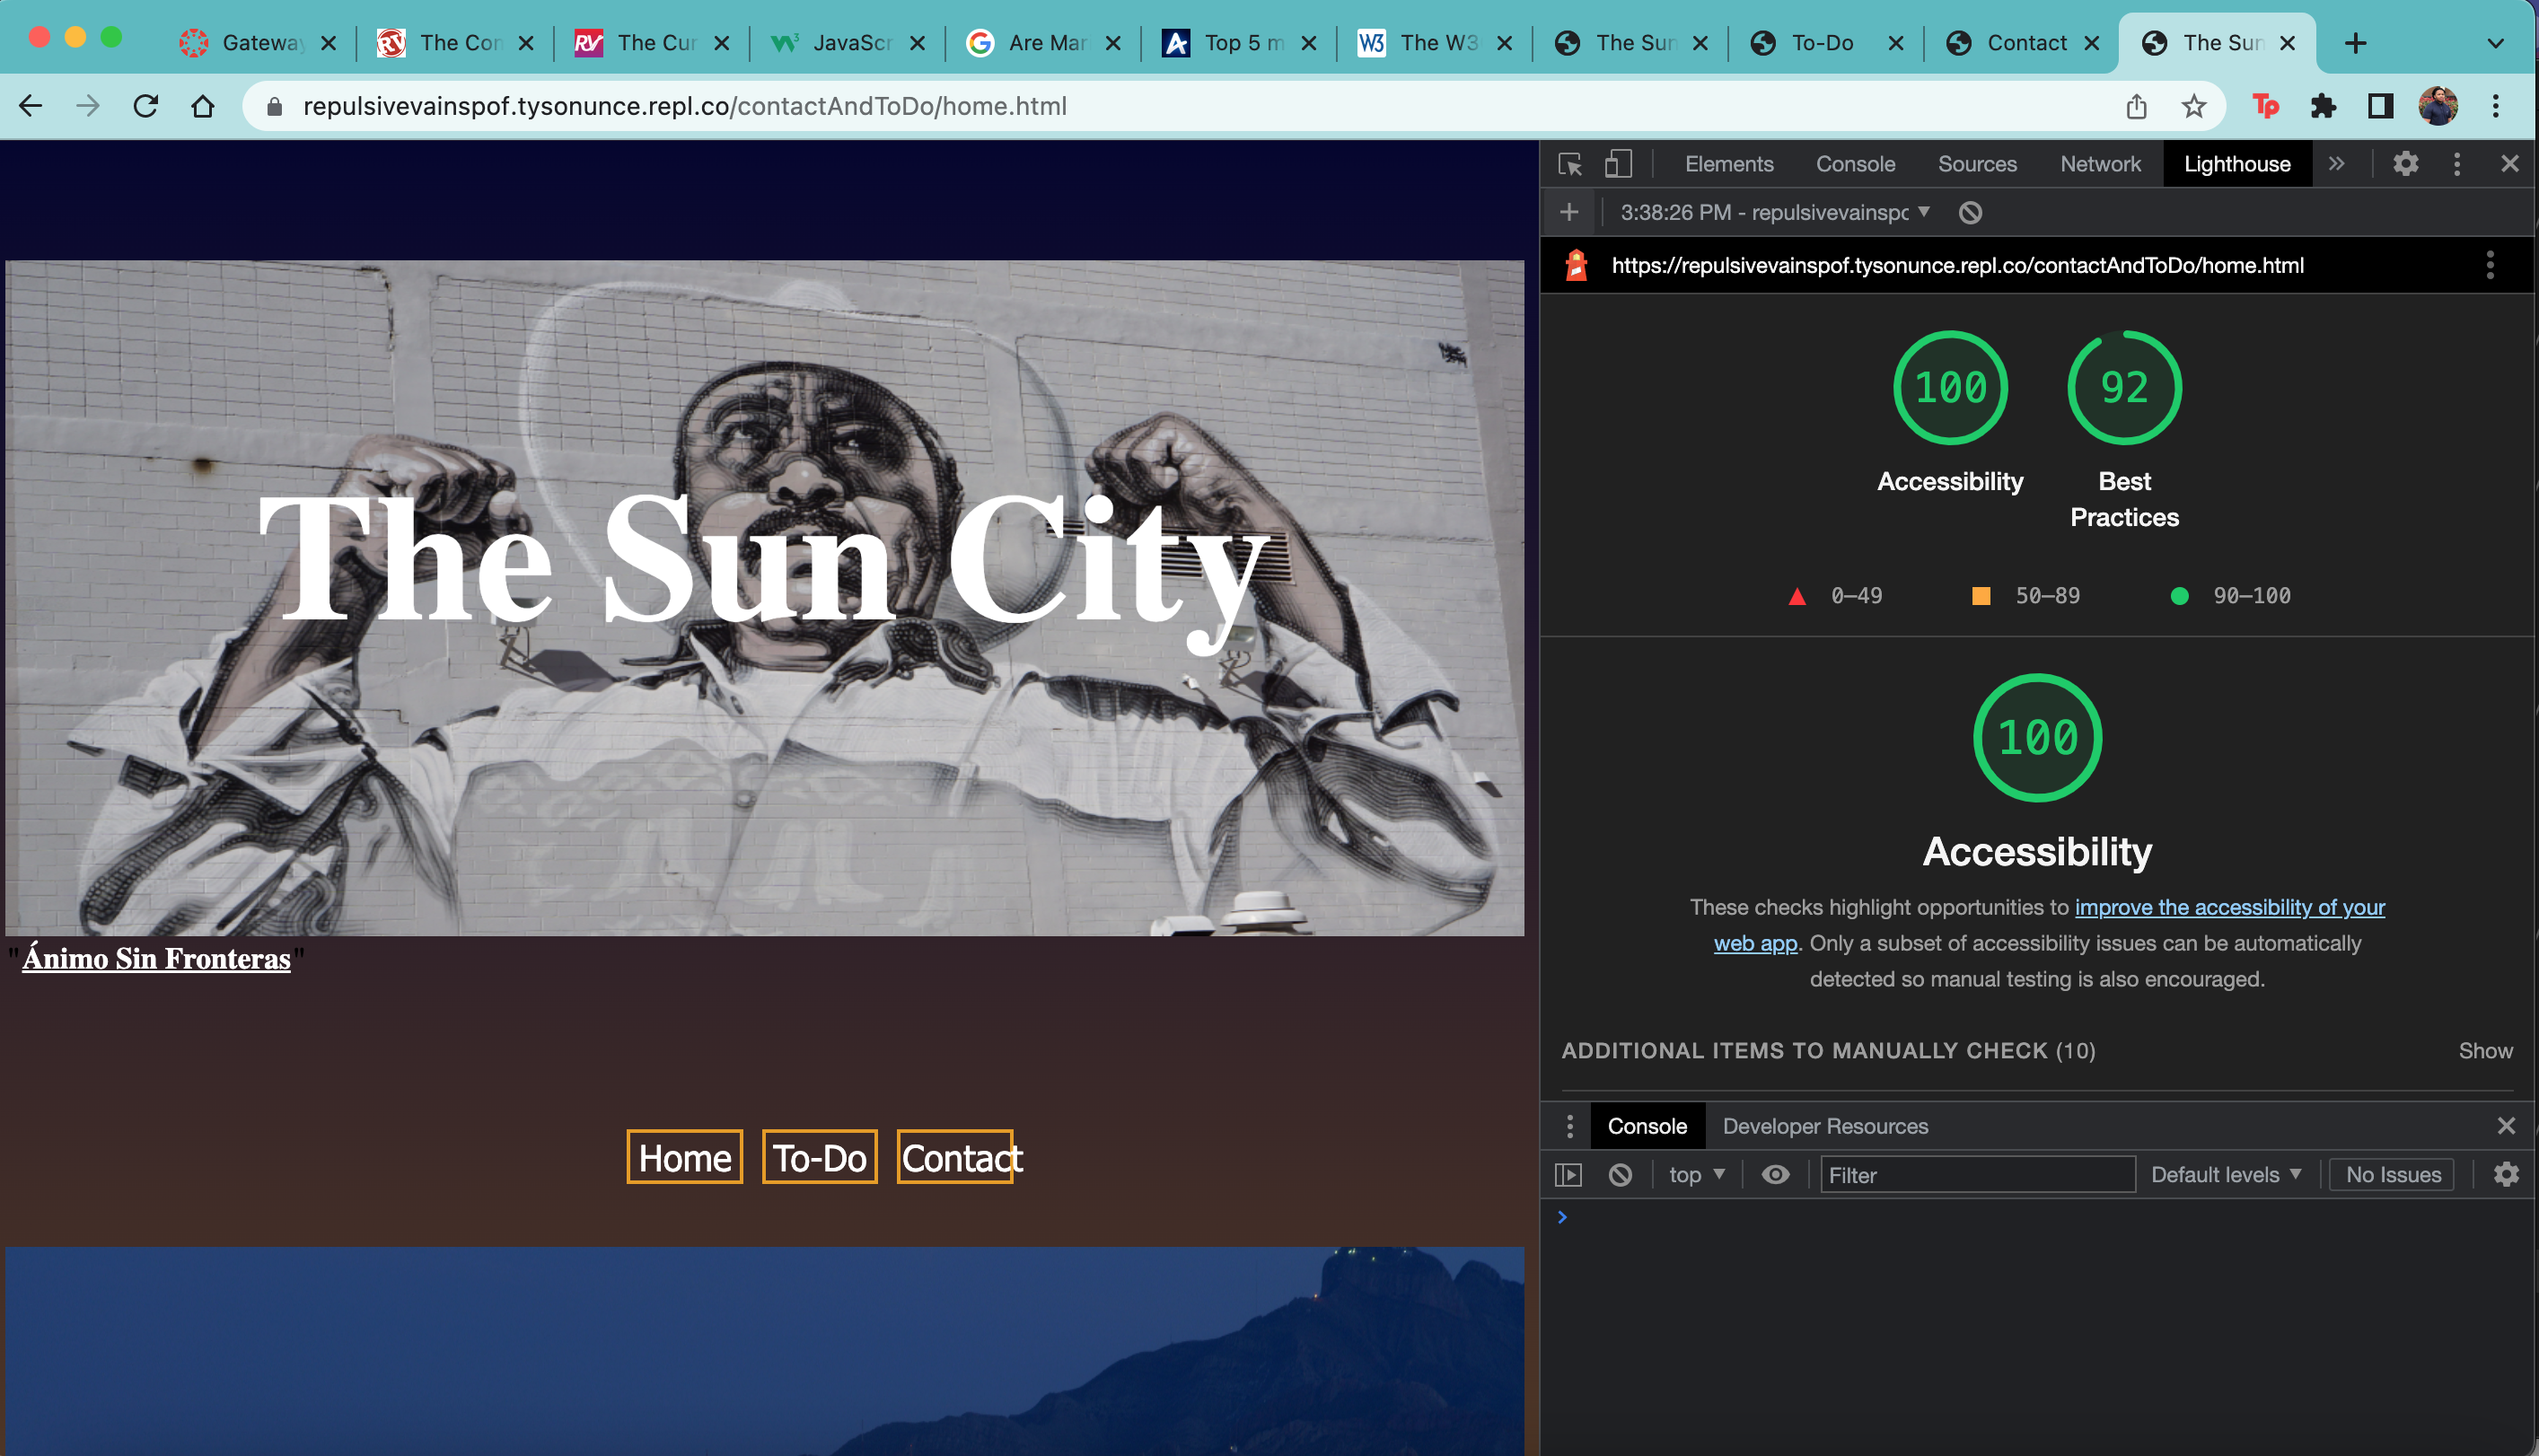 Gateway
The Con
The Cur
JavaScr
Are Mar
Top 5 m
The W3
The Sun
To-Do
Contact
The Sun
repulsivevainspof.tysonunce.repl.co/contactAndToDo/home.html
Tp
The Sun City
"Ánimo Sin Fronteras"
Home To-Do Contact
Elements Console Sources Network Lighthouse
3:38:26 PM - repulsivevainspo
https://repulsivevainspof.tysonunce.repl.co/contactAndToDo/home.html
100 92
Accessibility Best
Practices
0–49 50–89 90–100
100
Accessibility
These checks highlight opportunities to improve the accessibility of your
web app. Only a subset of accessibility issues can be automatically
detected so manual testing is also encouraged.
ADDITIONAL ITEMS TO MANUALLY CHECK (10) Show
Console Developer Resources
top Filter Default levels No Issues